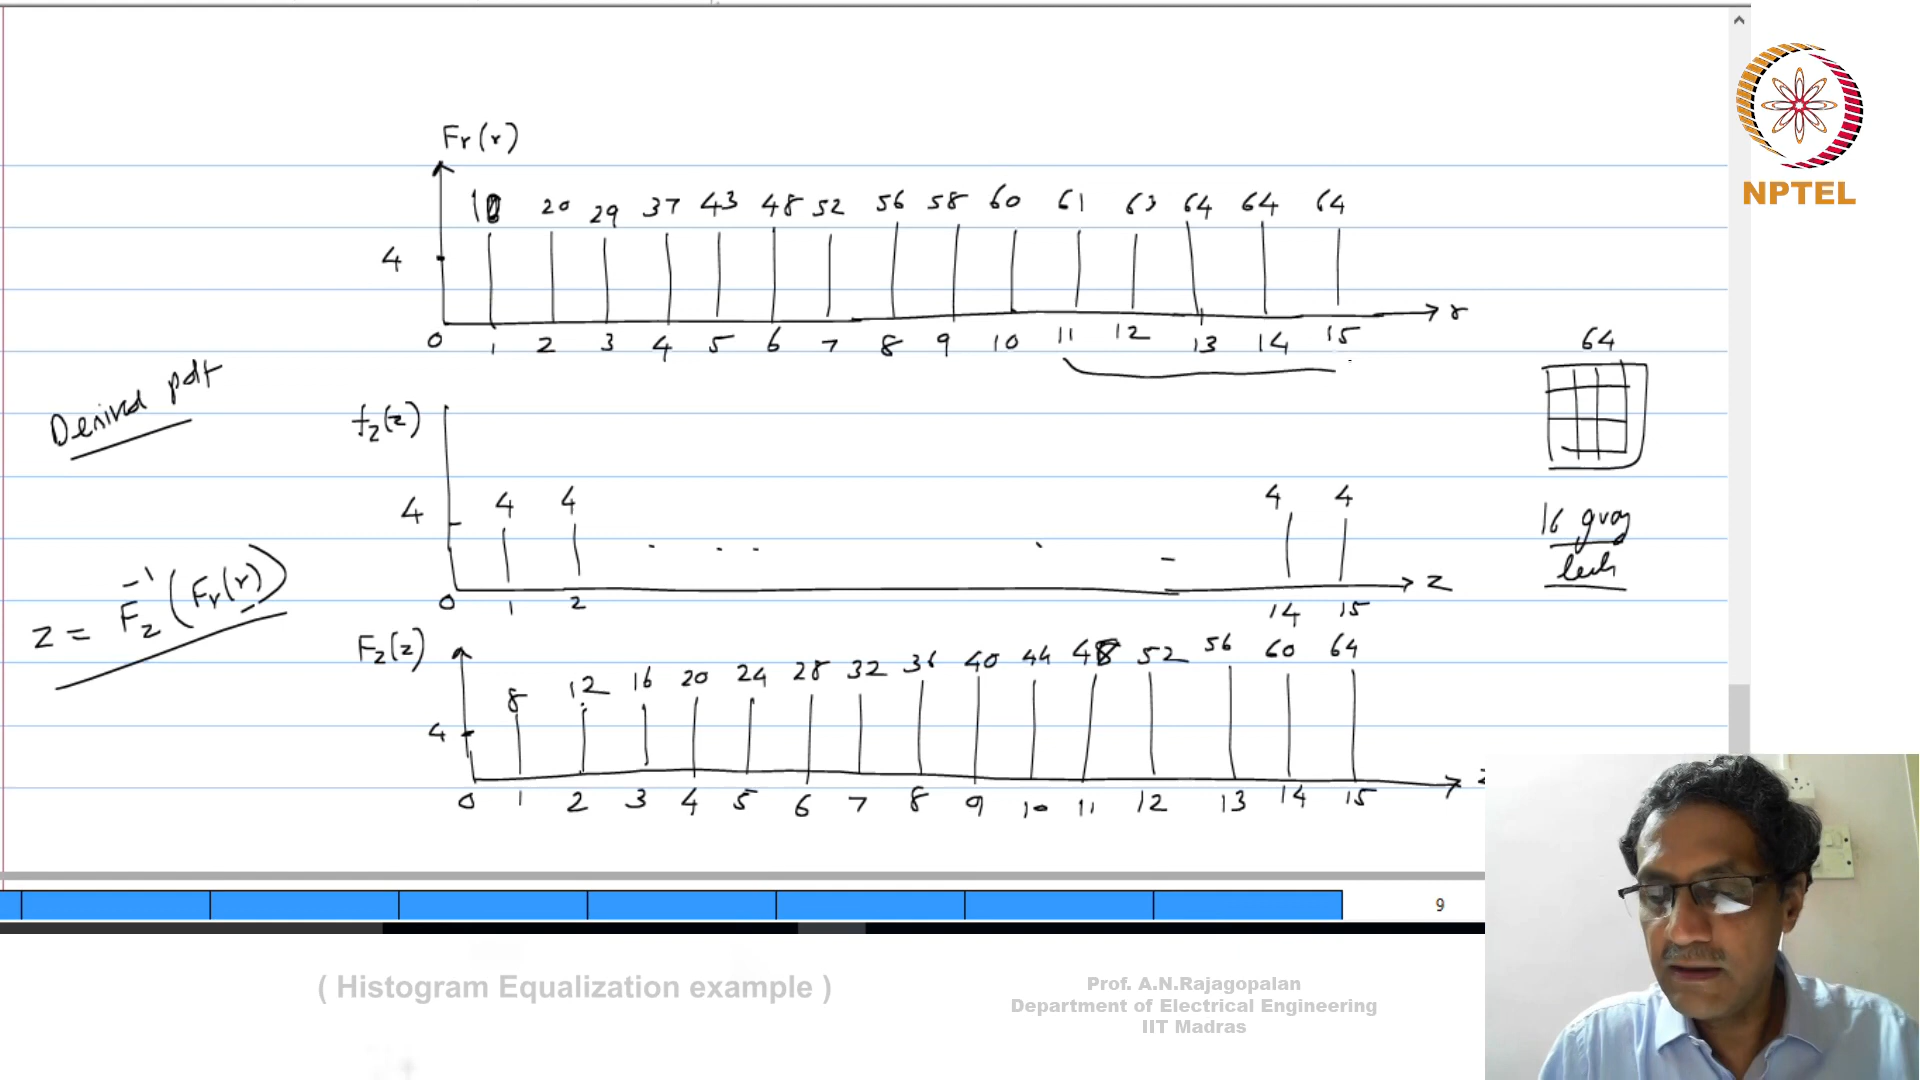 Fr(r)
10 20 29 37 43 48 52 56 58 60 61 63 64 64 64
4
0 1 2 3 4 5 6 7 8 9 10 11 12 13 14 15 r
NPTEL
64
Desired pdf
fz(z)
4 4 4 4 4
0 1 2 14 15 z
16 gray
z = Fz⁻¹(Fr(r))
Fz(z)
8 12 16 20 24 28 32 36 40 44 48 52 56 60 64
4
0 1 2 3 4 5 6 7 8 9 10 11 12 13 14 15
9
( Histogram Equalization example )
Prof. A.N.Rajagopalan
Department of Electrical Engineering
IIT Madras